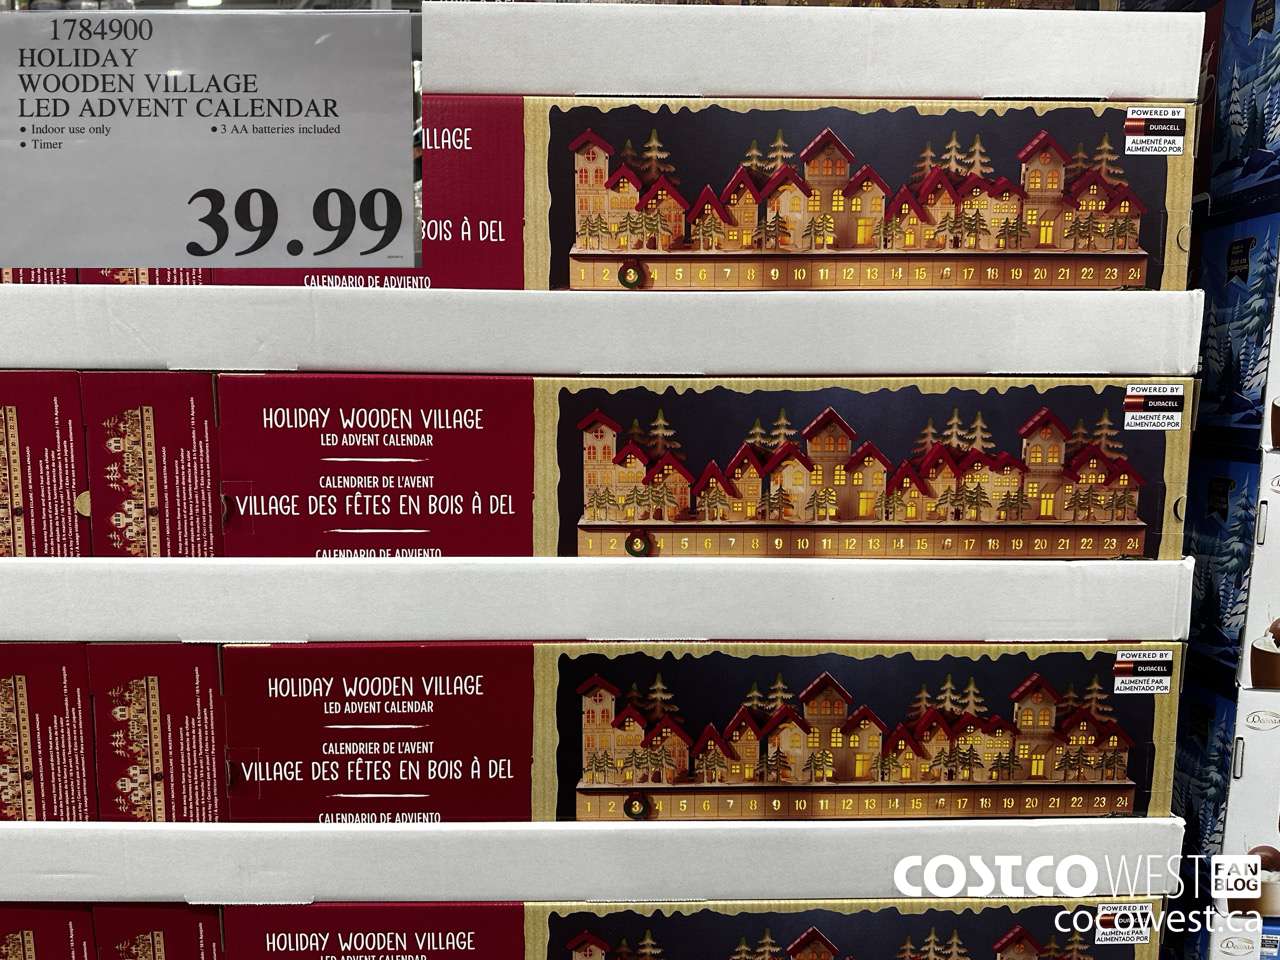 1784900
HOLIDAY
WOODEN VILLAGE
LED ADVENT CALENDAR
• Indoor use only
• 3 AA batteries included
• Timer
39.99
ILLAGE
BOIS À DEL
CALENDARIO DE ADVIENTO
POWERED BY
DURACELL
ALIMENTÉ PAR
ALIMENTADO POR
1 2 3 4 5 6 7 8 9 10 11 12 13 14 15 16 17 18 19 20 21 22 23 24
HOLIDAY WOODEN VILLAGE
LED ADVENT CALENDAR
CALENDRIER DE L'AVENT
VILLAGE DES FÊTES EN BOIS À DEL
CALENDARIO DE ADVIENTO
POWERED BY
DURACELL
ALIMENTÉ PAR
ALIMENTADO POR
1 2 3 4 5 6 7 8 9 10 11 12 13 14 15 16 17 18 19 20 21 22 23 24
HOLIDAY WOODEN VILLAGE
LED ADVENT CALENDAR
CALENDRIER DE L'AVENT
VILLAGE DES FÊTES EN BOIS À DEL
CALENDARIO DE ADVIENTO
POWERED BY
DURACELL
ALIMENTÉ PAR
ALIMENTADO POR
1 2 3 4 5 6 7 8 9 10 11 12 13 14 15 16 17 18 19 20 21 22 23 24
HOLIDAY WOODEN VILLAGE
LED ADVENT CALENDAR
POWERED BY
DURACELL
ALIMENTÉ PAR
ALIMENTADO POR
COSTCO WEST FAN BLOG
cocowest.ca